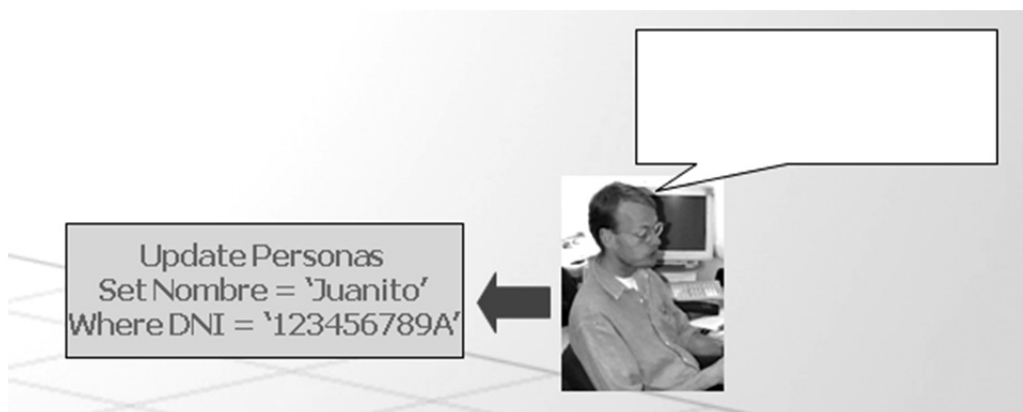 Update Personas
Set Nombre = ‘Juanito’
Where DNI = ‘123456789A’